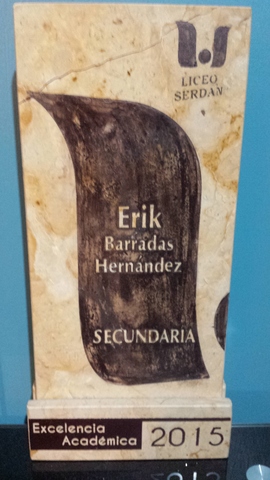 LICEO
SERDAN
Erik
Barradas
Hernández
SECUNDARIA
Excelencia
Académica
2015